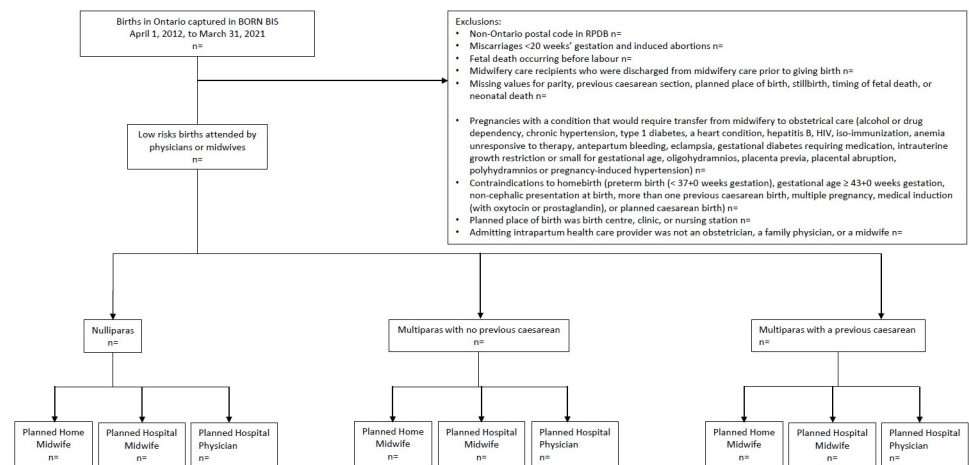 Births in Ontario captured in BORN BIS
April 1, 2012, to March 31, 2021
n=
Exclusions:
• Non-Ontario postal code in RPDB n=
• Miscarriages <20 weeks' gestation and induced abortions n=
• Fetal death occurring before labour n=
• Midwifery care recipients who were discharged from midwifery care prior to giving birth n=
• Missing values for parity, previous caesarean section, planned place of birth, stillbirth, timing of fetal death, or
neonatal death n=
• Pregnancies with a condition that would require transfer from midwifery to obstetrical care (alcohol or drug
dependency, chronic hypertension, type 1 diabetes, a heart condition, hepatitis B, HIV, iso-immunization, anemia
unresponsive to therapy, antepartum bleeding, eclampsia, gestational diabetes requiring medication, intrauterine
growth restriction or small for gestational age, oligohydramnios, placenta previa, placental abruption,
polyhydramnios or pregnancy-induced hypertension) n=
• Contraindications to homebirth (preterm birth (< 37+0 weeks gestation), gestational age ≥ 43+0 weeks gestation,
non-cephalic presentation at birth, more than one previous caesarean birth, multiple pregnancy, medical induction
(with oxytocin or prostaglandin), or planned caesarean birth) n=
• Planned place of birth was birth centre, clinic, or nursing station n=
• Admitting intrapartum health care provider was not an obstetrician, a family physician, or a midwife n=
Low risks births attended by
physicians or midwives
n=
Nulliparas
n=
Multiparas with no previous caesarean
n=
Multiparas with a previous caesarean
n=
Planned Home
Midwife
n=
Planned Hospital
Midwife
n=
Planned Hospital
Physician
n=
Planned Home
Midwife
n=
Planned Hospital
Midwife
n=
Planned Hospital
Physician
n=
Planned Home
Midwife
n=
Planned Hospital
Midwife
n=
Planned Hospital
Physician
n=